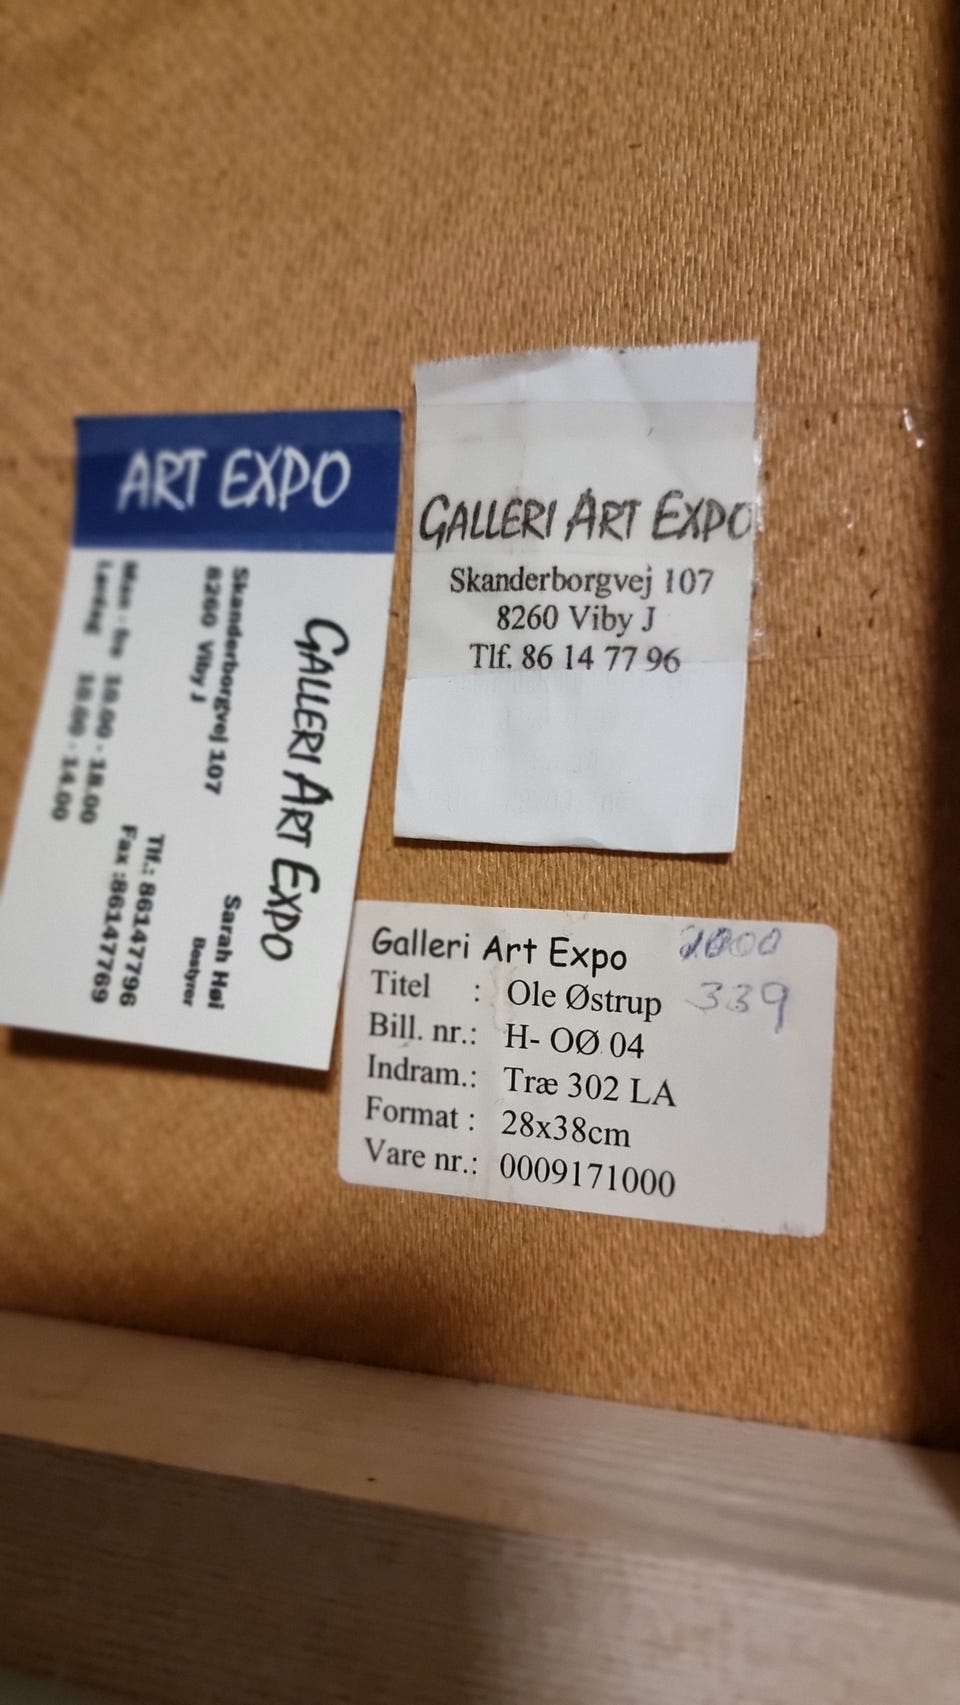 ART EXPO
GALLERI ART EXPO
Skanderborgvej 107
8260 Viby J
Sarah Høi
Bestyrer
Man - fre 10.00 - 18.00
Lørdag 10.00 - 14.00
Tlf.: 86147796
Fax :86147769
GALLERI ART EXPO
Skanderborgvej 107
8260 Viby J
Tlf. 86 14 77 96
Galleri Art Expo
Titel : Ole Østrup 339
Bill. nr.: H- OØ 04
Indram.: Træ 302 LA
Format : 28x38cm
Vare nr.: 0009171000